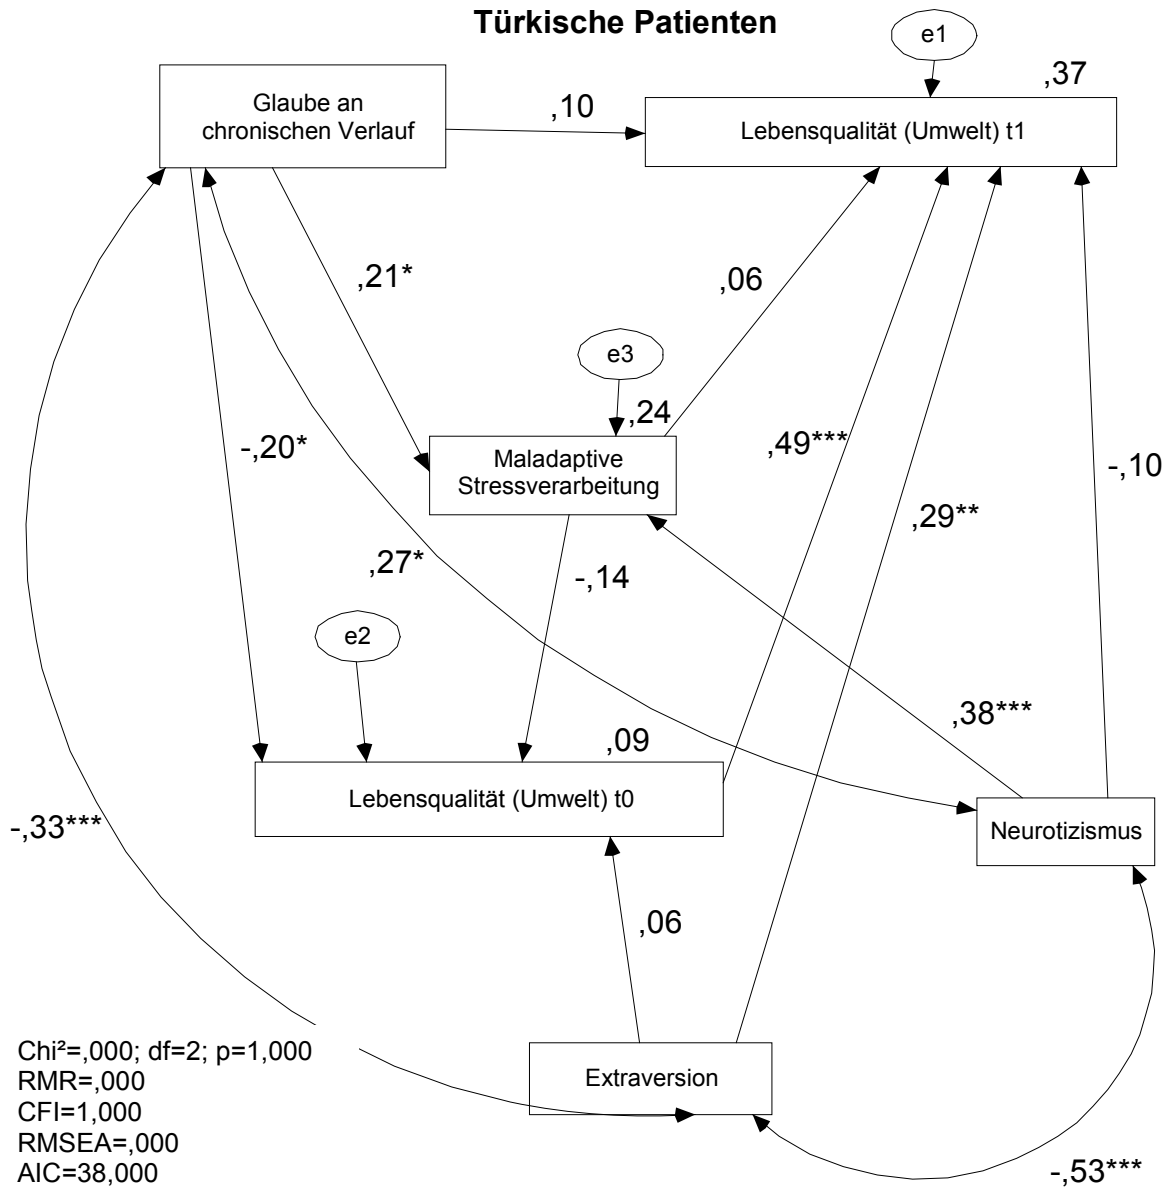 Türkische Patienten
e1
,37
Glaube an
chronischen Verlauf
,10
Lebensqualität (Umwelt) t1
,21*
,06
e3
,24
-,20*
Maladaptive
Stressverarbeitung
,49***
-,10
,29**
,27*
-,14
e2
,38***
,09
Lebensqualität (Umwelt) t0
-,33***
Neurotizismus
,06
Chi²=,000; df=2; p=1,000
RMR=,000
CFI=1,000
RMSEA=,000
AIC=38,000
Extraversion
-,53***